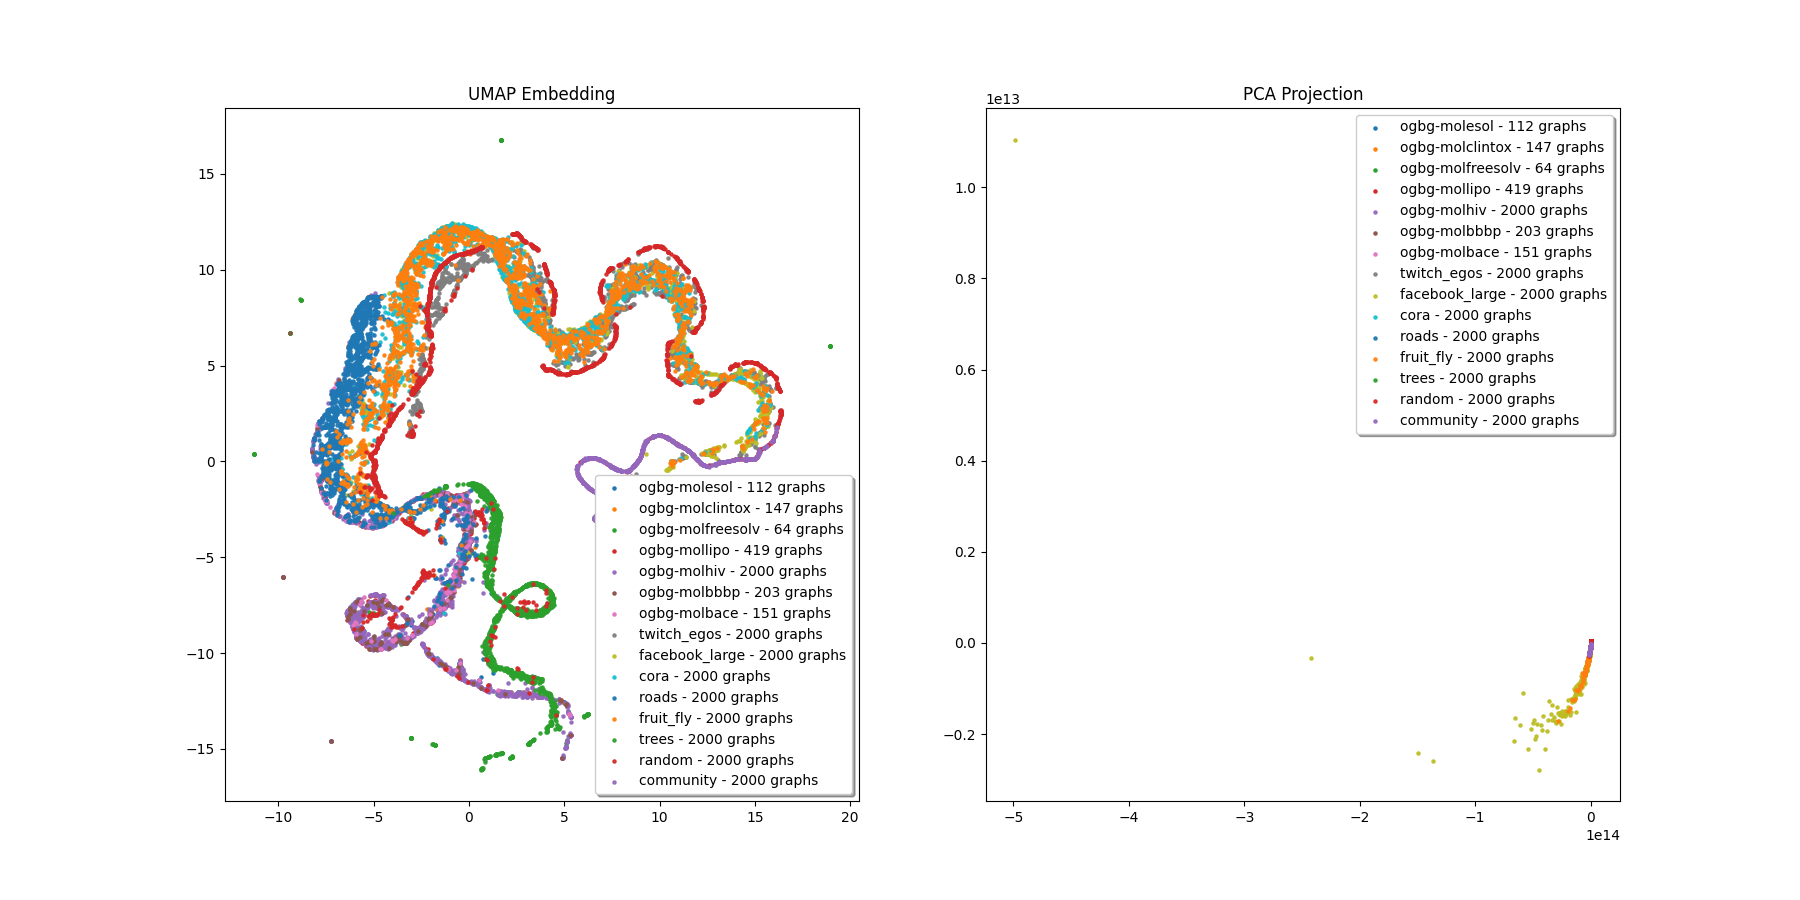 UMAP Embedding
15
10
5
0
−5
−10
−15
−10
−5
0
5
10
15
20
ogbg-molesol - 112 graphs
ogbg-molclintox - 147 graphs
ogbg-molfreesolv - 64 graphs
ogbg-mollipo - 419 graphs
ogbg-molhiv - 2000 graphs
ogbg-molbbbp - 203 graphs
ogbg-molbace - 151 graphs
twitch_egos - 2000 graphs
facebook_large - 2000 graphs
cora - 2000 graphs
roads - 2000 graphs
fruit_fly - 2000 graphs
trees - 2000 graphs
random - 2000 graphs
community - 2000 graphs
PCA Projection
1e13
1.0
0.8
0.6
0.4
0.2
0.0
−0.2
−5
−4
−3
−2
−1
0
1e14
ogbg-molesol - 112 graphs
ogbg-molclintox - 147 graphs
ogbg-molfreesolv - 64 graphs
ogbg-mollipo - 419 graphs
ogbg-molhiv - 2000 graphs
ogbg-molbbbp - 203 graphs
ogbg-molbace - 151 graphs
twitch_egos - 2000 graphs
facebook_large - 2000 graphs
cora - 2000 graphs
roads - 2000 graphs
fruit_fly - 2000 graphs
trees - 2000 graphs
random - 2000 graphs
community - 2000 graphs